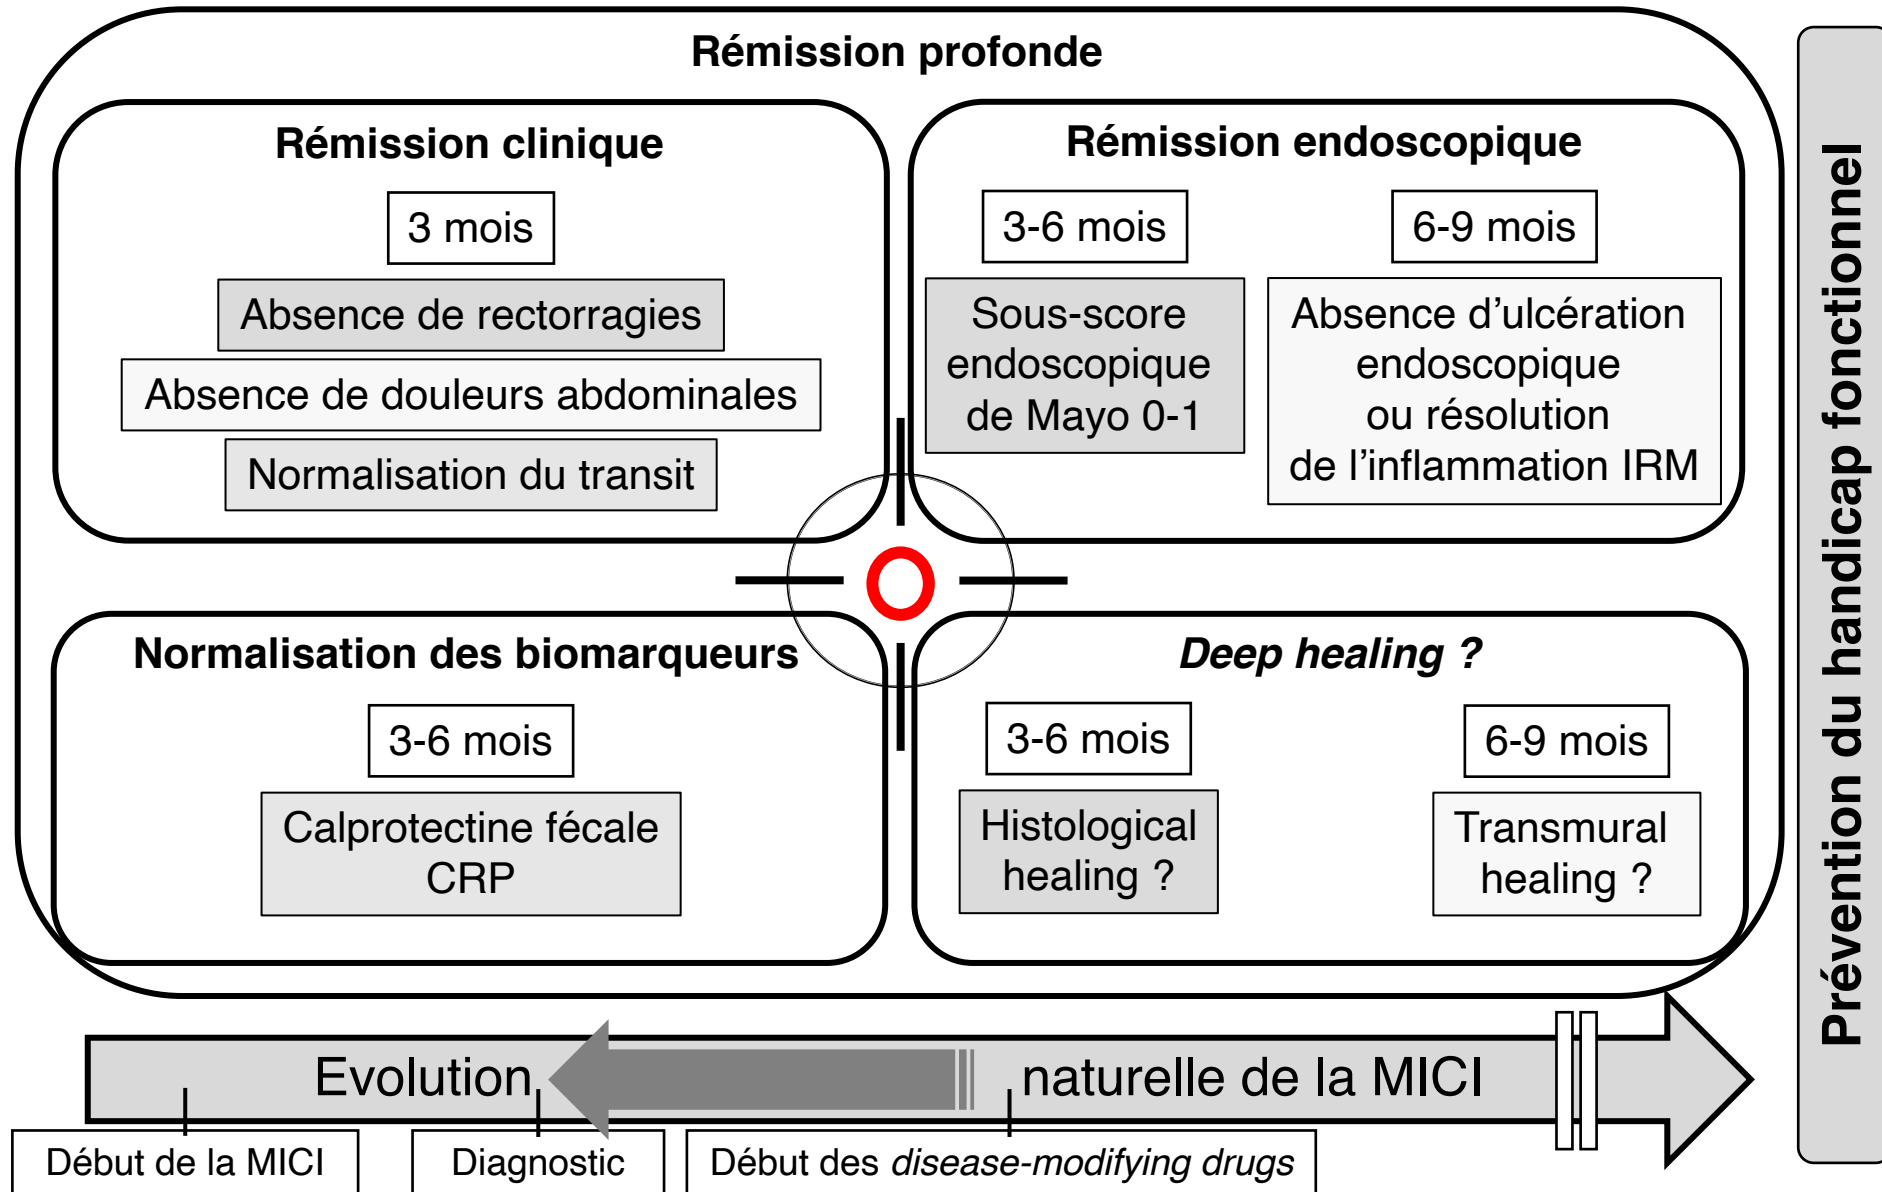 Rémission profonde
Rémission clinique
3 mois
Absence de rectorragies
Absence de douleurs abdominales
Normalisation du transit
Rémission endoscopique
3-6 mois
Sous-score
endoscopique
de Mayo 0-1
6-9 mois
Absence d’ulcération
endoscopique
ou résolution
de l’inflammation IRM
Normalisation des biomarqueurs
3-6 mois
Calprotectine fécale
CRP
Deep healing ?
3-6 mois
Histological
healing ?
6-9 mois
Transmural
healing ?
Evolution naturelle de la MICI
Début de la MICI
Diagnostic
Début des disease-modifying drugs
Prévention du handicap fonctionnel